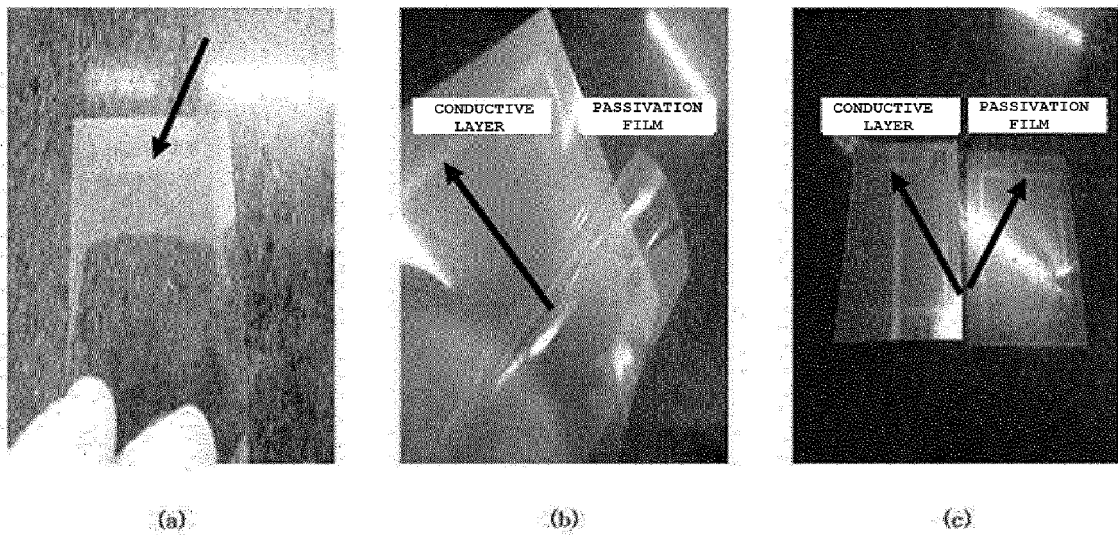 CONDUCTIVE
LAYER
PASSIVATION
FILM
CONDUCTIVE
LAYER
PASSIVATION
FILM
(a)
(b)
(c)